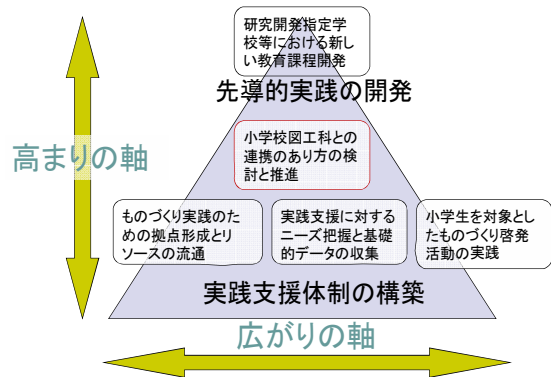 研究開発指定学
校等における新し
い教育課程開発
先導的実践の開発
小学校図工科との
連携のあり方の検
討と推進
高まりの軸
ものづくり実践のた
めの拠点形成とリ
ソースの流通
実践支援に対する
ニーズ把握と基礎
的データの収集
小学生を対象とし
たものづくり啓発
活動の実践
実践支援体制の構築
広がりの軸